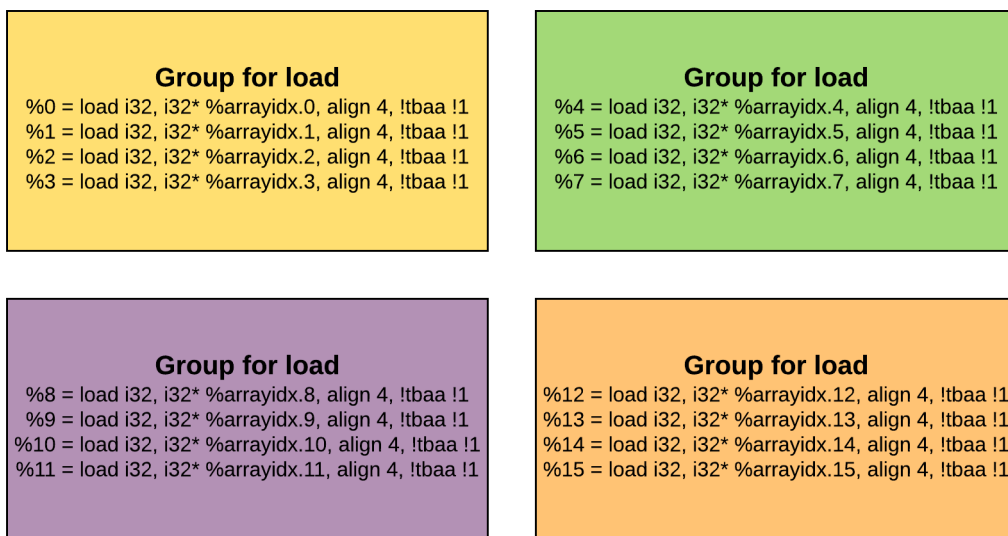 Group for load
%0 = load i32, i32* %arrayidx.0, align 4, !tbaa !1
%1 = load i32, i32* %arrayidx.1, align 4, !tbaa !1
%2 = load i32, i32* %arrayidx.2, align 4, !tbaa !1
%3 = load i32, i32* %arrayidx.3, align 4, !tbaa !1
Group for load
%4 = load i32, i32* %arrayidx.4, align 4, !tbaa !1
%5 = load i32, i32* %arrayidx.5, align 4, !tbaa !1
%6 = load i32, i32* %arrayidx.6, align 4, !tbaa !1
%7 = load i32, i32* %arrayidx.7, align 4, !tbaa !1
Group for load
%8 = load i32, i32* %arrayidx.8, align 4, !tbaa !1
%9 = load i32, i32* %arrayidx.9, align 4, !tbaa !1
%10 = load i32, i32* %arrayidx.10, align 4, !tbaa !1
%11 = load i32, i32* %arrayidx.11, align 4, !tbaa !1
Group for load
%12 = load i32, i32* %arrayidx.12, align 4, !tbaa !1
%13 = load i32, i32* %arrayidx.13, align 4, !tbaa !1
%14 = load i32, i32* %arrayidx.14, align 4, !tbaa !1
%15 = load i32, i32* %arrayidx.15, align 4, !tbaa !1